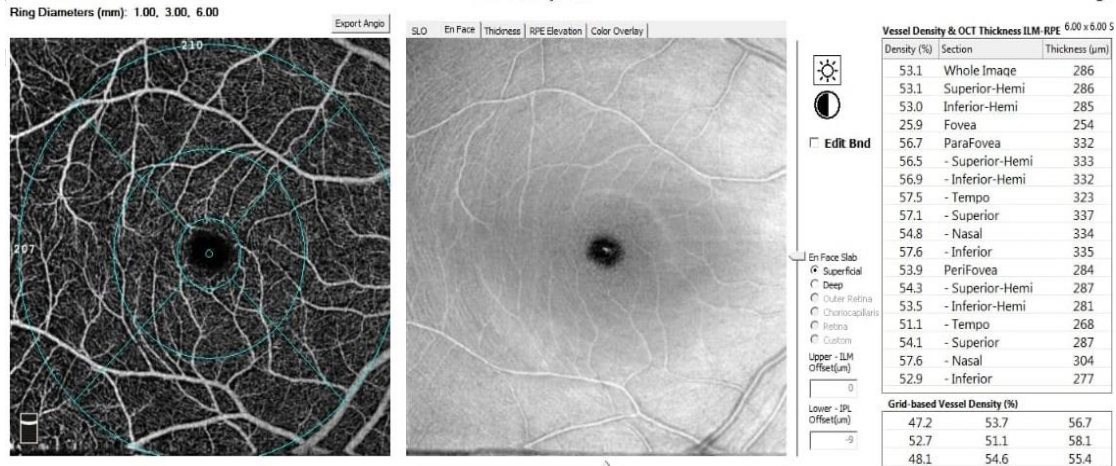 Ring Diameters (mm): 1.00, 3.00, 6.00
Export Angio
210
207
SLO En Face Thickness RPE Elevation Color Overlay
Edit Bnd
En Face Slab
Superficial
Deep
Outer Retina
Choriocapillaris
Retina
Custom
Upper - ILM
Offset(um)
0
Lower - IPL
Offset(um)
-9
Vessel Density & OCT Thickness ILM-RPE 6.00 x 6.00 S
Density (%) Section Thickness (µm)
53.1 Whole Image 286
53.1 Superior-Hemi 286
53.0 Inferior-Hemi 285
25.9 Fovea 254
56.7 ParaFovea 332
56.5 - Superior-Hemi 333
56.9 - Inferior-Hemi 332
57.5 - Tempo 323
57.1 - Superior 337
54.8 - Nasal 334
57.6 - Inferior 335
53.9 PeriFovea 284
54.3 - Superior-Hemi 287
53.5 - Inferior-Hemi 281
51.1 - Tempo 268
54.1 - Superior 287
57.6 - Nasal 304
52.9 - Inferior 277
Grid-based Vessel Density (%)
47.2 53.7 56.7
52.7 51.1 58.1
48.1 54.6 55.4